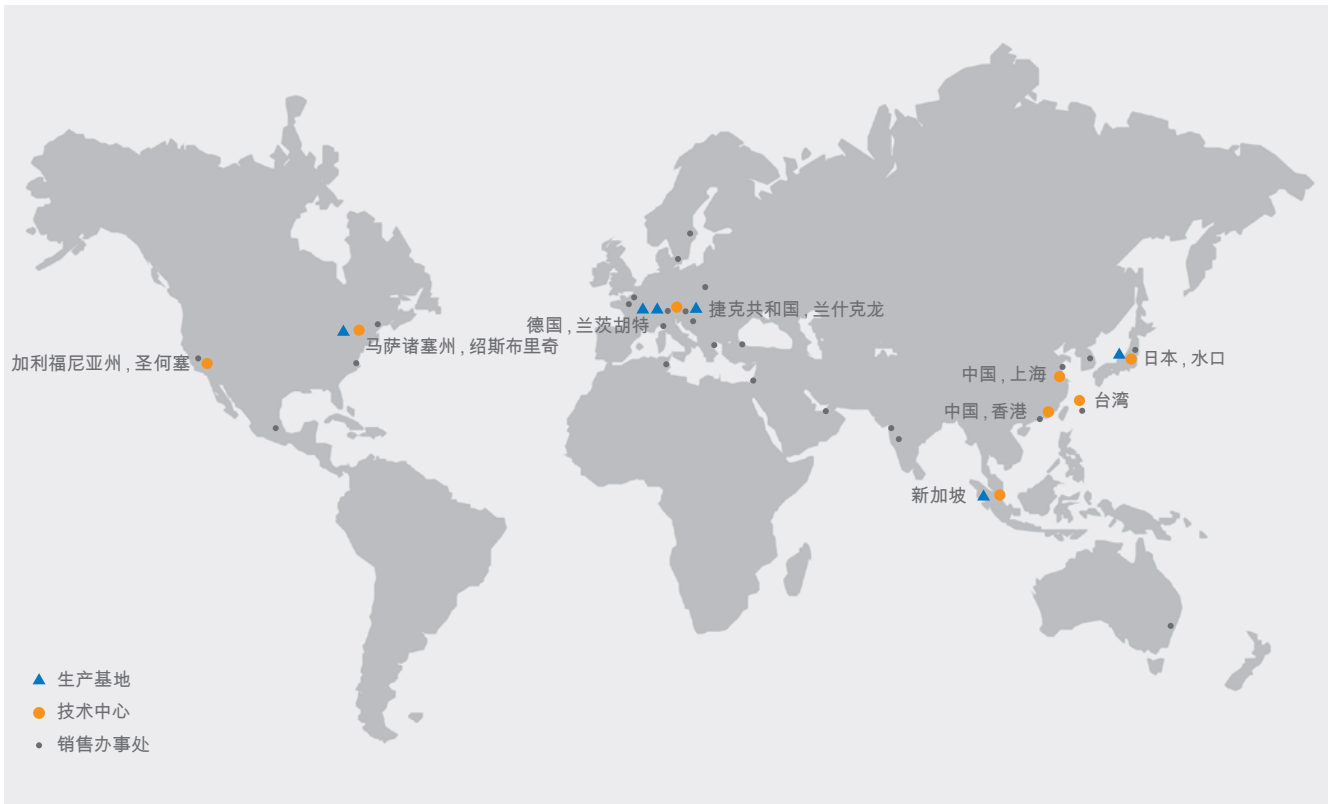 捷克共和国,兰什克龙
德国,兰茨胡特
马萨诸塞州,绍斯布里奇
加利福尼亚州,圣何塞
日本,水口
中国,上海
台湾
中国,香港
新加坡
生产基地
技术中心
销售办事处